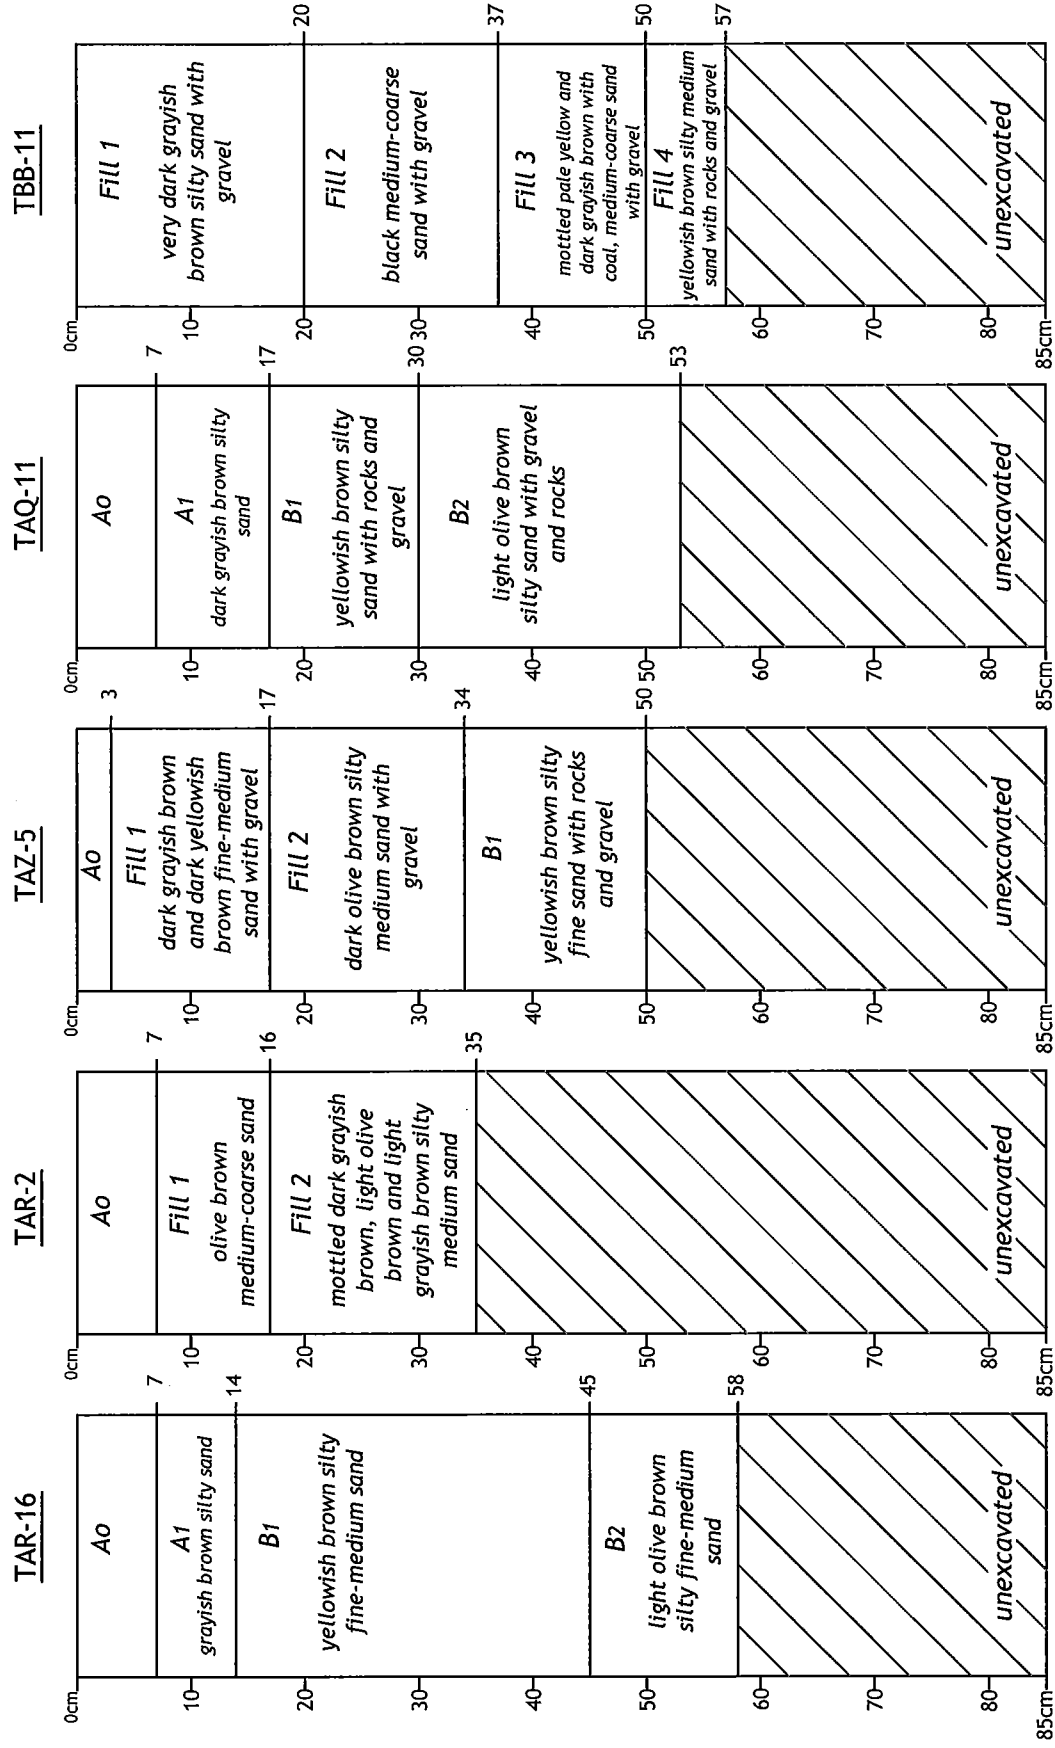 TAR-16
0cm
10
20
30
40
50
60
70
80
85cm
Ao
7
A1
grayish brown silty sand
14
B1
yellowish brown silty
fine-medium sand
45
B2
light olive brown
silty fine-medium
sand
58
unexcavated
TAR-2
0cm
10
20
30
40
50
60
70
80
85cm
Ao
7
Fill 1
olive brown
medium-coarse sand
16
Fill 2
mottled dark grayish
brown, light olive
brown and light
grayish brown silty
medium sand
35
unexcavated
TAZ-5
0cm
10
20
30
40
50
60
70
80
85cm
Ao
3
Fill 1
dark grayish brown
and dark yellowish
brown fine-medium
sand with gravel
17
Fill 2
dark olive brown silty
medium sand with
gravel
34
B1
yellowish brown silty
fine sand with rocks
and gravel
50
unexcavated
TAQ-11
0cm
10
20
30
40
50
60
70
80
85cm
Ao
7
A1
dark grayish brown silty
sand
17
B1
yellowish brown silty
sand with rocks and
gravel
30
B2
light olive brown
silty sand with gravel
and rocks
53
unexcavated
TBB-11
0cm
10
20
30
40
50
60
70
80
85cm
Fill 1
very dark grayish
brown silty sand with
gravel
20
Fill 2
black medium-coarse
sand with gravel
37
Fill 3
mottled pale yellow and
dark grayish brown with
coal, medium-coarse sand
with gravel
50
Fill 4
yellowish brown silty medium
sand with rocks and gravel
57
unexcavated